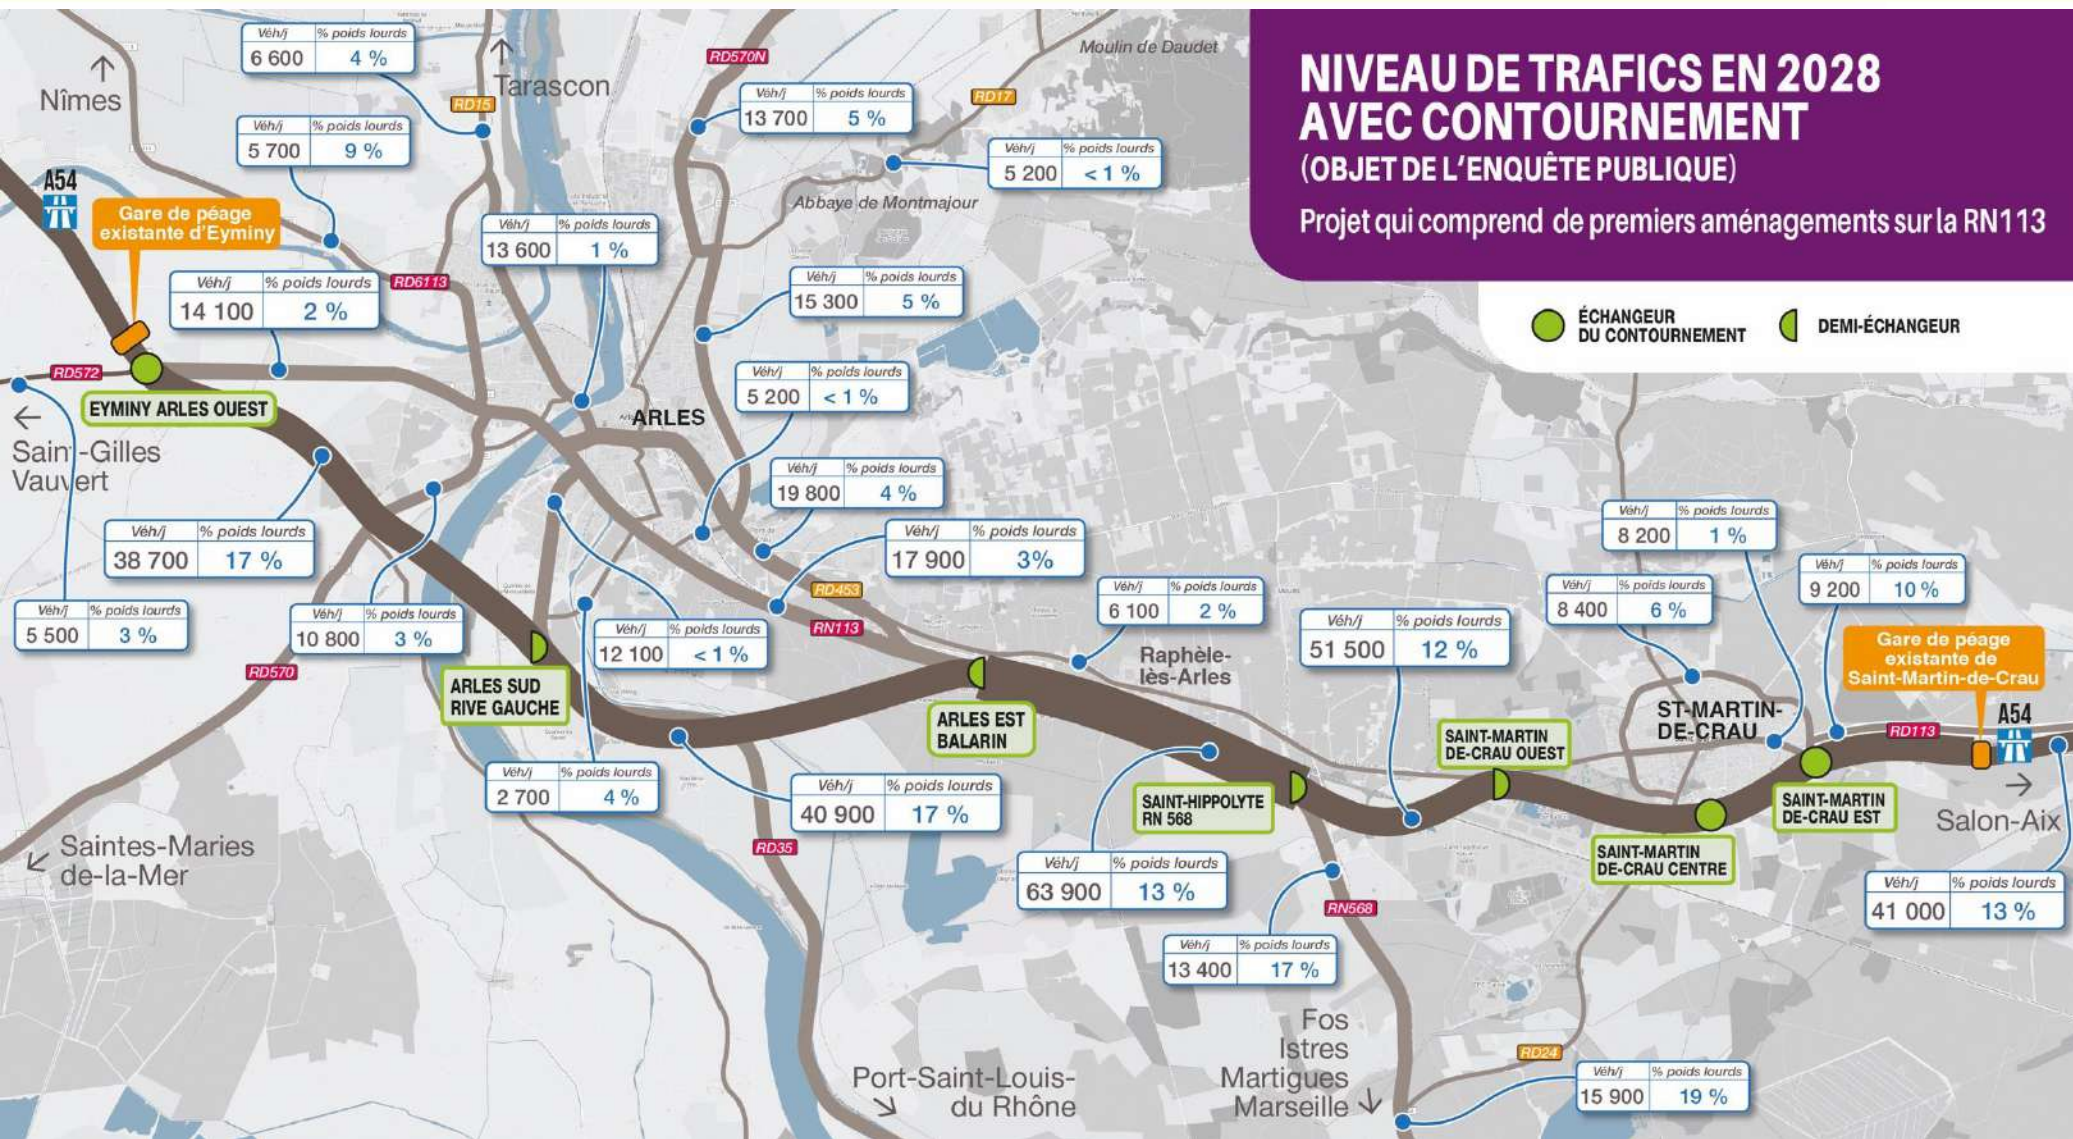 NIVEAU DE TRAFICS EN 2028
AVEC CONTOURNEMENT
(OBJET DE L'ENQUÊTE PUBLIQUE)
Projet qui comprend de premiers aménagements sur la RN113
ÉCHANGEUR
DU CONTOURNEMENT
DEMI-ÉCHANGEUR
Véh/j % poids lourds
6 600 4 %
RD15
Tarascon
RD570N
Moulin de Daudet
Nîmes
Véh/j % poids lourds
13 700 5 %
RD17
Véh/j % poids lourds
5 700 9 %
Véh/j % poids lourds
5 200 < 1 %
A54
Gare de péage
existante d'Eyminy
Abbaye de Montmajour
Véh/j % poids lourds
13 600 1 %
RD6113
Véh/j % poids lourds
14 100 2 %
Véh/j % poids lourds
15 300 5 %
RD572
EYMINY ARLES OUEST
Véh/j % poids lourds
5 200 < 1 %
ARLES
Saint-Gilles
Vauvert
Véh/j % poids lourds
19 800 4 %
Véh/j % poids lourds
38 700 17 %
Véh/j % poids lourds
17 900 3%
Véh/j % poids lourds
8 200 1 %
Véh/j % poids lourds
9 200 10 %
RD453
Véh/j % poids lourds
6 100 2 %
Véh/j % poids lourds
8 400 6 %
Véh/j % poids lourds
5 500 3 %
Véh/j % poids lourds
10 800 3 %
Véh/j % poids lourds
12 100 < 1 %
RN113
Véh/j % poids lourds
51 500 12 %
Gare de péage
existante de
Saint-Martin-de-Crau
RD570
Raphèle-
lès-Arles
ARLES SUD
RIVE GAUCHE
ARLES EST
BALARIN
SAINT-MARTIN
DE-CRAU OUEST
ST-MARTIN-
DE-CRAU
RD113
A54
Véh/j % poids lourds
2 700 4 %
Véh/j % poids lourds
40 900 17 %
SAINT-HIPPOLYTE
RN 568
SAINT-MARTIN
DE-CRAU EST
Salon-Aix
RD35
Saintes-Maries
de-la-Mer
Véh/j % poids lourds
63 900 13 %
SAINT-MARTIN
DE-CRAU CENTRE
Véh/j % poids lourds
41 000 13 %
RN568
Véh/j % poids lourds
13 400 17 %
Fos
Istres
Martigues
Marseille
RD24
Port-Saint-Louis-
du Rhône
Véh/j % poids lourds
15 900 19 %